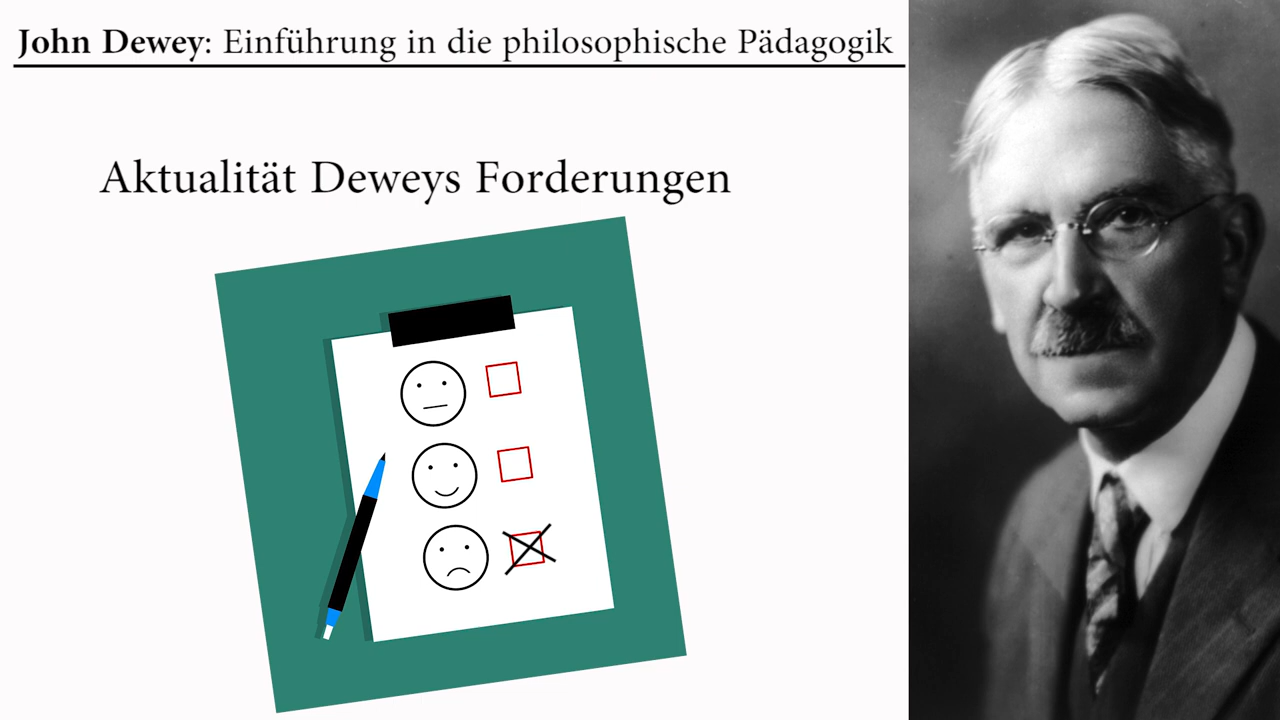 John Dewey: Einführung in die philosophische Pädagogik
Aktualität Deweys Forderungen